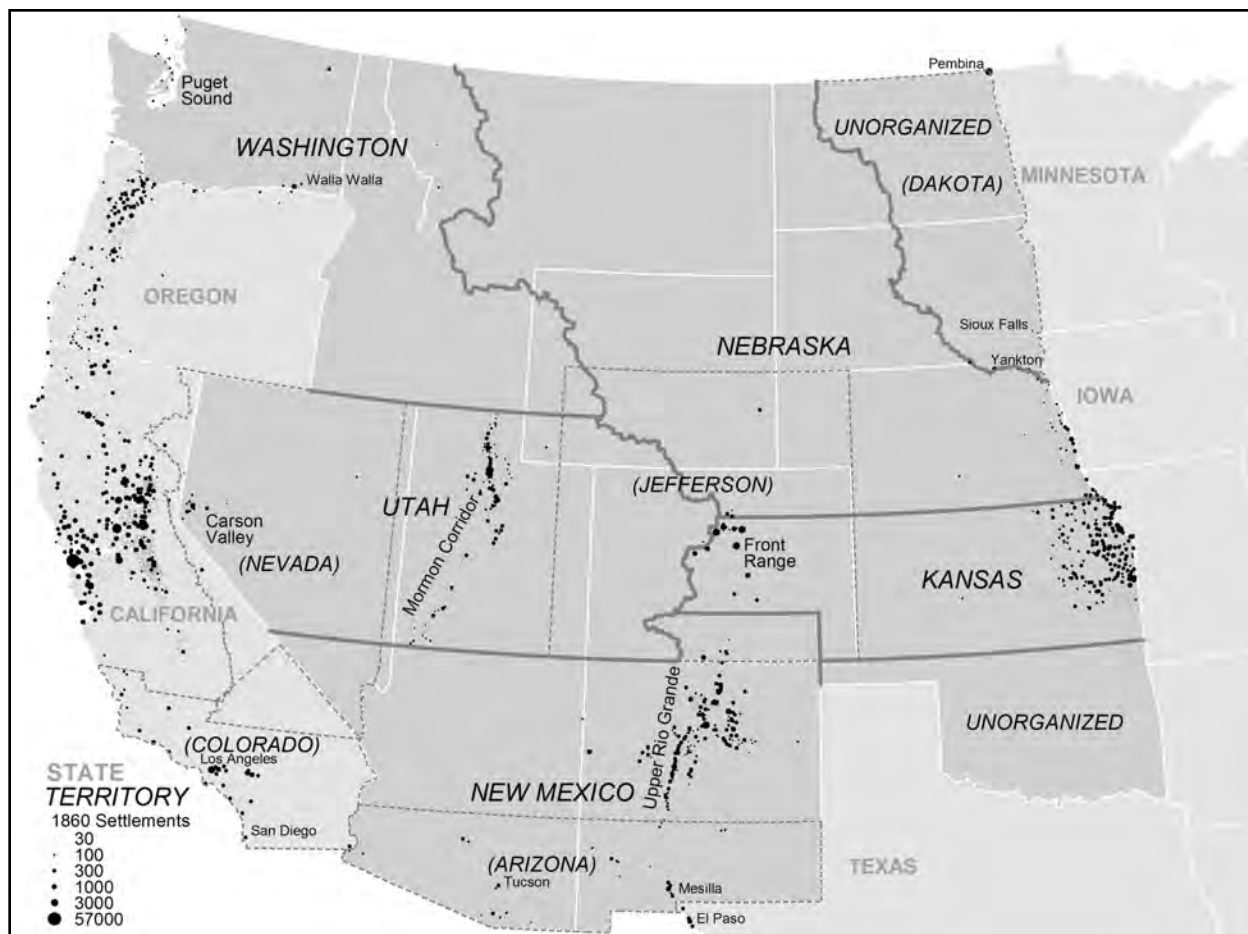 Pembina
Puget
Sound
UNORGANIZED
WASHINGTON
MINNESOTA
Walla Walla
(DAKOTA)
OREGON
Sioux Falls
NEBRASKA
Yankton
IOWA
(JEFFERSON)
UTAH
Carson
Valley
Mormon Corridor
Front
Range
(NEVADA)
KANSAS
CALIFORNIA
Upper Rio Grande
UNORGANIZED
(COLORADO)
Los Angeles
STATE
TERRITORY
NEW MEXICO
1860 Settlements
San Diego
30
100
300
1000
3000
57000
(ARIZONA)
TEXAS
Tucson
Mesilla
El Paso